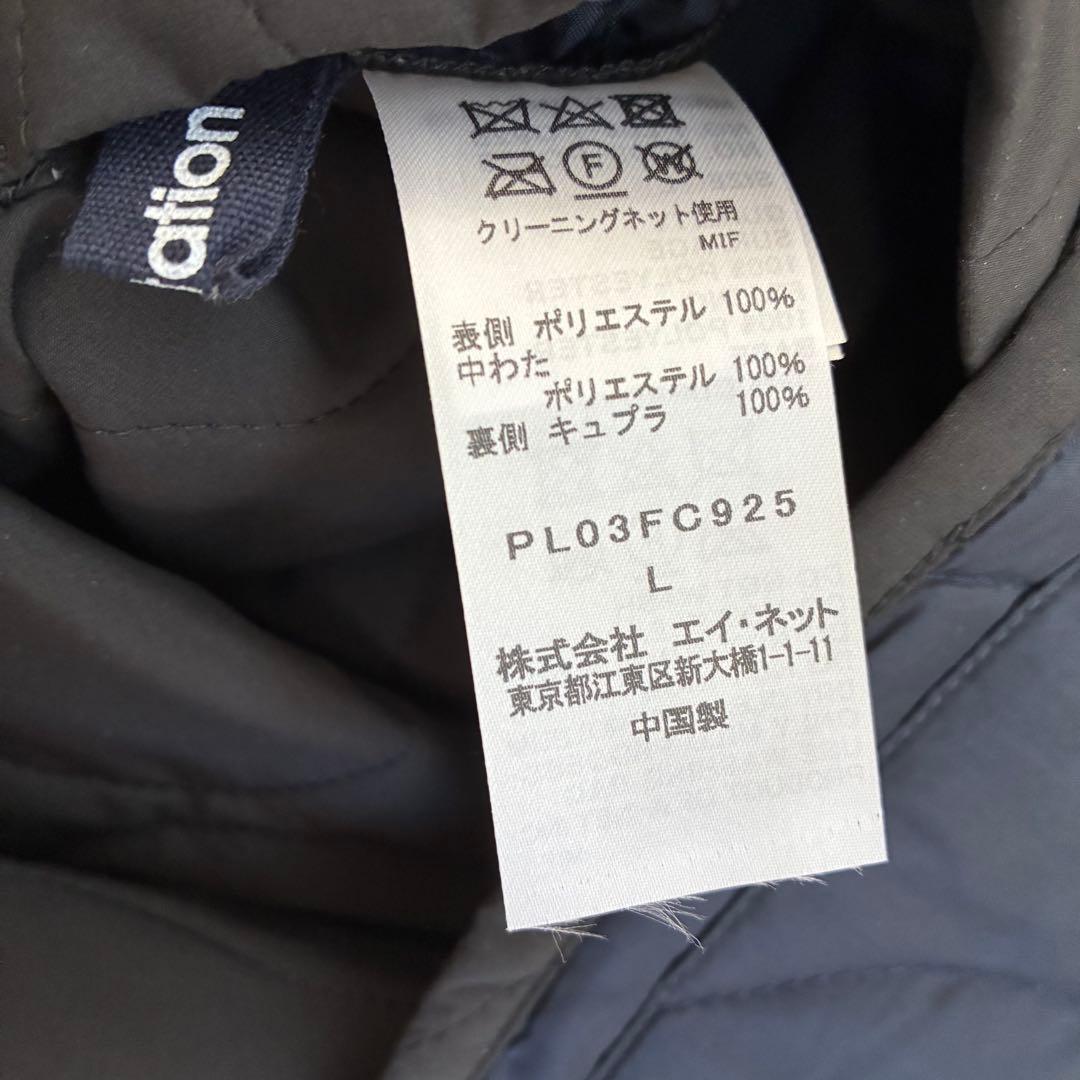 ation
F
W
クリーニングネット使用
MIF
表側 ポリエステル 100%
中わた
ポリエステル 100%
裏側 キュプラ 100%
PL03FC925
L
株式会社 エイ・ネット
東京都江東区新大橋1-1-11
中国製